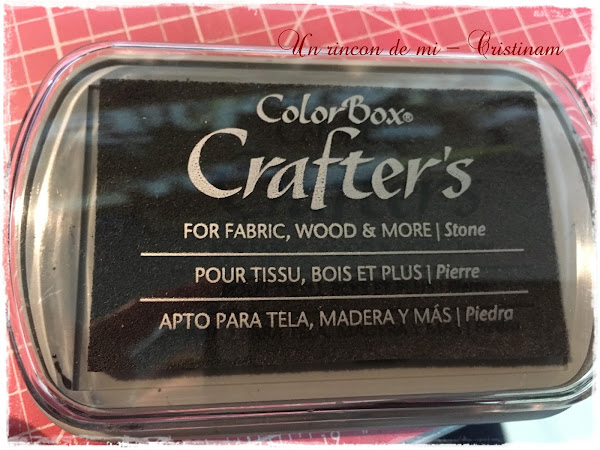 Un rincon de mi - Cristinam
ColorBox®
Crafter's
FOR FABRIC, WOOD & MORE | Stone
POUR TISSU, BOIS ET PLUS | Pierre
APTO PARA TELA, MADERA Y MÁS | Piedra